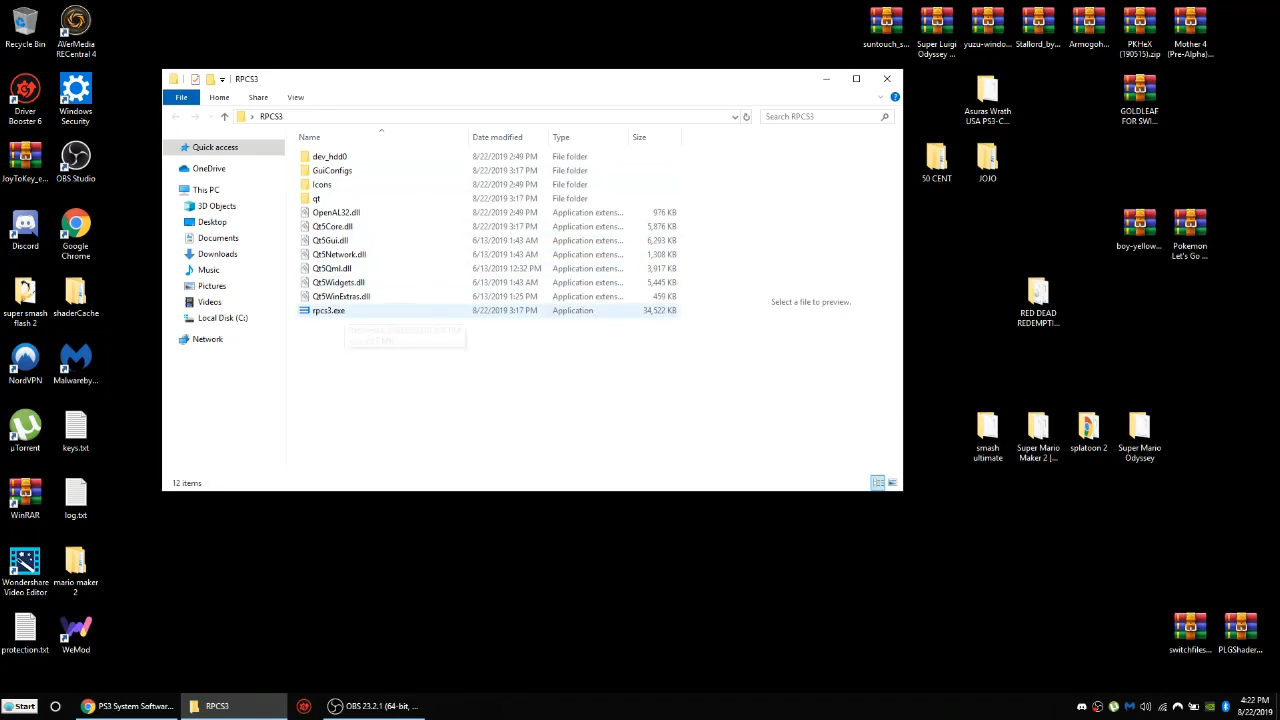 Recycle Bin
AVerMedia
RECentral 4
Driver
Booster 6
Windows
Security
JoyToKey_e...
OBS Studio
Discord
Google
Chrome
super smash
flash 2
shaderCache
NordVPN
Malwareby...
µTorrent
keys.txt
WinRAR
log.txt
Wondershare
Video Editor
mario maker
2
protection.txt
WeMod
RPCS3
File
Home
Share
View
RPCS3
Search RPCS3
Quick access
OneDrive
This PC
3D Objects
Desktop
Documents
Downloads
Music
Pictures
Videos
Local Disk (C:)
Network
Name Date modified Type Size
dev_hdd0 8/22/2019 2:49 PM File folder
GuiConfigs 8/22/2019 3:17 PM File folder
Icons 8/22/2019 2:49 PM File folder
qt 8/22/2019 3:17 PM File folder
OpenAL32.dll 8/22/2019 2:49 PM Application extens... 976 KB
Qt5Core.dll 8/22/2019 3:17 PM Application extens... 5,876 KB
Qt5Gui.dll 6/13/2019 1:43 AM Application extens... 6,293 KB
Qt5Network.dll 6/13/2019 1:43 AM Application extens... 1,308 KB
Qt5Qml.dll 6/13/2019 12:32 PM Application extens... 3,917 KB
Qt5Widgets.dll 6/13/2019 1:43 AM Application extens... 5,445 KB
Qt5WinExtras.dll 6/13/2019 1:25 PM Application extens... 459 KB
rpcs3.exe 8/22/2019 3:17 PM Application 34,522 KB
Select a file to preview.
12 items
suntouch_s...
Super Luigi
Odyssey ...
yuzu-windo...
Stallord_by...
Armogoh...
PKHeX
(190515).zip
Mother 4
(Pre-Alpha)...
Asuras Wrath
USA PS3-C...
GOLDLEAF
FOR SWI...
50 CENT
JOJO
boy-yellow...
Pokemon
Let's Go ...
RED DEAD
REDEMPTI...
smash
ultimate
Super Mario
Maker 2 [...
splatoon 2
Super Mario
Odyssey
switchfiles...
PLGShader...
Start
PS3 System Softwar...
RPCS3
OBS 23.2.1 (64-bit, ...
4:22 PM
8/22/2019